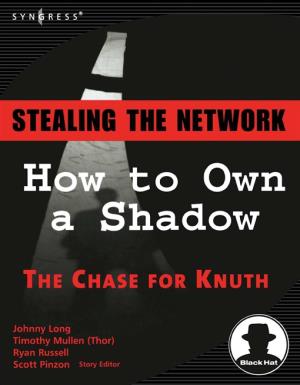 SYNGRESS®
STEALING THE NETWORK
How to Own
a Shadow
THE CHASE FOR KNUTH
Johnny Long
Timothy Mullen (Thor)
Ryan Russell
Scott Pinzon Story Editor
Black Hat